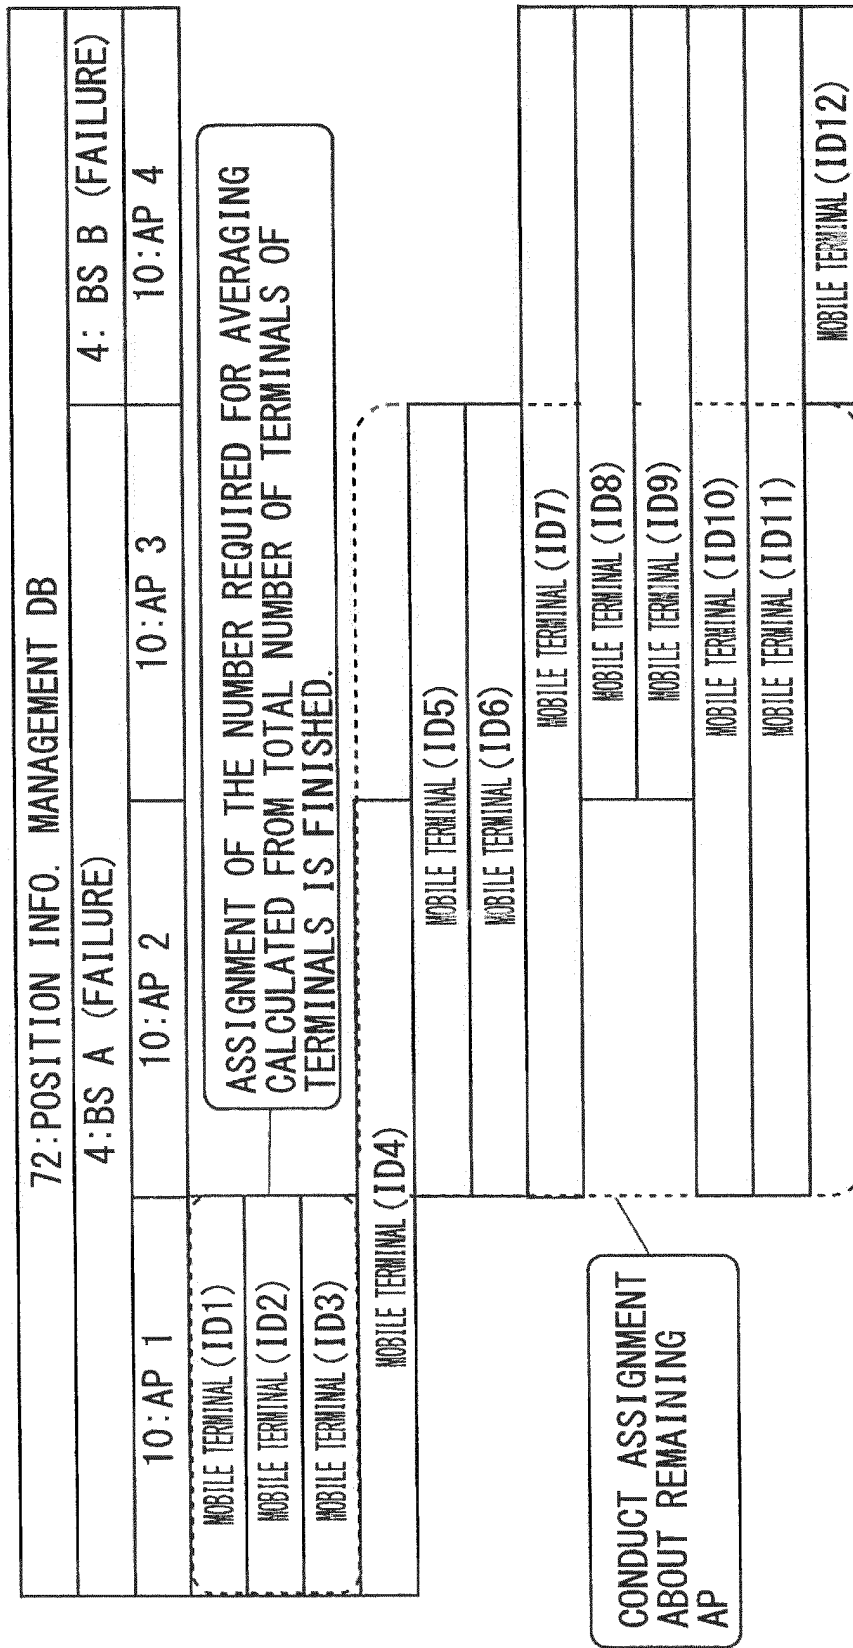 72:POSITION INFO. MANAGEMENT DB
4:BS A (FAILURE)
4: BS B (FAILURE)
10:AP 1
10:AP 2
10:AP 3
10:AP 4
MOBILE TERMINAL (ID1)
MOBILE TERMINAL (ID2)
MOBILE TERMINAL (ID3)
ASSIGNMENT OF THE NUMBER REQUIRED FOR AVERAGING
CALCULATED FROM TOTAL NUMBER OF TERMINALS OF
TERMINALS IS FINISHED.
MOBILE TERMINAL (ID4)
MOBILE TERMINAL (ID5)
MOBILE TERMINAL (ID6)
MOBILE TERMINAL (ID7)
MOBILE TERMINAL (ID8)
MOBILE TERMINAL (ID9)
MOBILE TERMINAL (ID10)
MOBILE TERMINAL (ID11)
MOBILE TERMINAL (ID12)
CONDUCT ASSIGNMENT
ABOUT REMAINING
AP